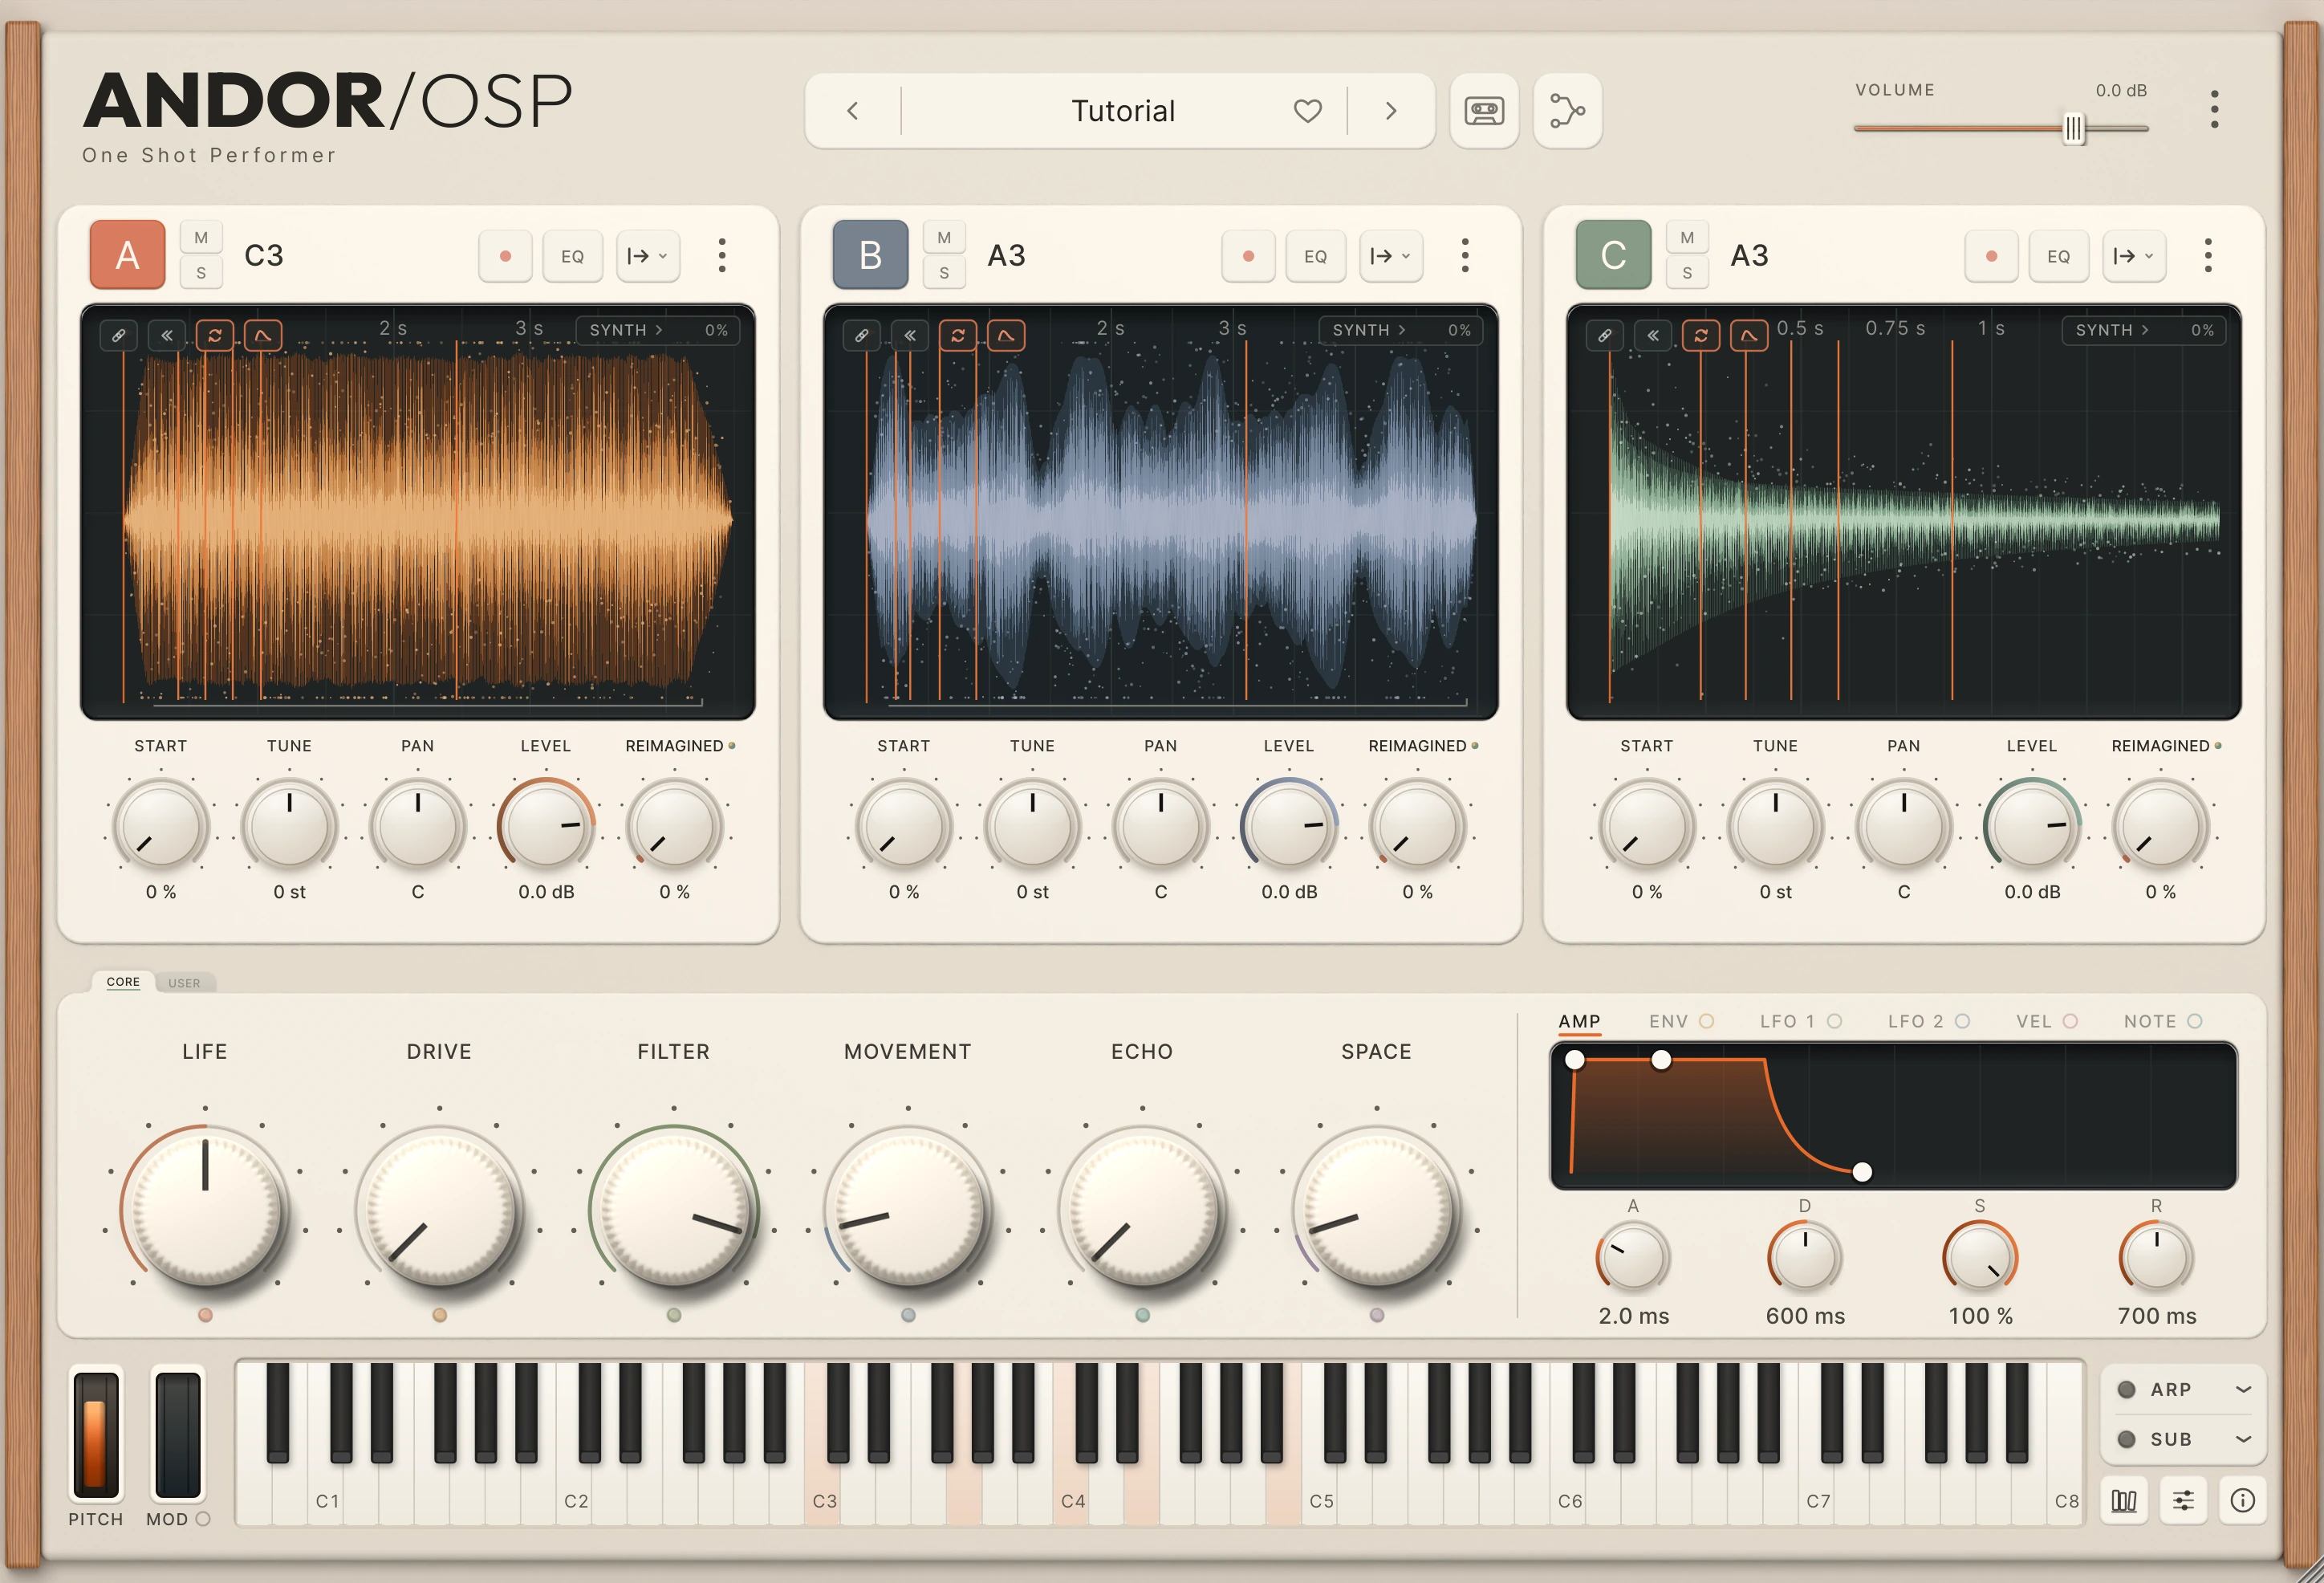 ANDOR/OSP
One Shot Performer
Tutorial
VOLUME 0.0 dB
A M S C3 EQ
B M S A3 EQ
C M S A3 EQ
2 s 3 s SYNTH > 0%
2 s 3 s SYNTH > 0%
0.5 s 0.75 s 1 s SYNTH > 0%
START TUNE PAN LEVEL REIMAGINED
0 % 0 st C 0.0 dB 0 %
START TUNE PAN LEVEL REIMAGINED
0 % 0 st C 0.0 dB 0 %
START TUNE PAN LEVEL REIMAGINED
0 % 0 st C 0.0 dB 0 %
CORE USER
LIFE DRIVE FILTER MOVEMENT ECHO SPACE
AMP ENV LFO 1 LFO 2 VEL NOTE
A D S R
2.0 ms 600 ms 100 % 700 ms
PITCH MOD
C1 C2 C3 C4 C5 C6 C7 C8
ARP
SUB